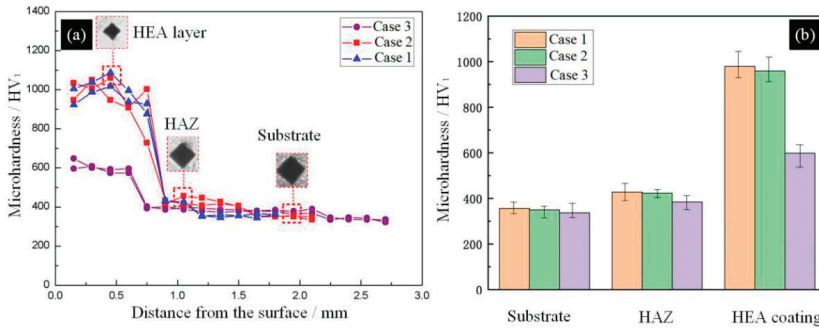 (a)
HEA layer
Case 3
Case 2
Case 1
HAZ
Substrate
Microhardness / HV1
1400
1200
1000
800
600
400
200
0
0.0 0.5 1.0 1.5 2.0 2.5 3.0
Distance from the surface / mm
(b)
Case 1
Case 2
Case 3
Microhardness / HV1
1200
1000
800
600
400
200
0
Substrate HAZ HEA coating